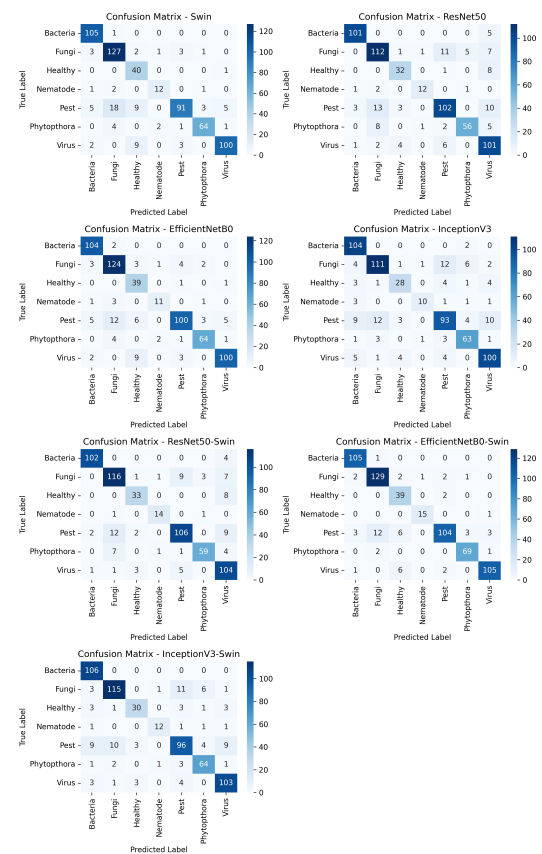 Confusion Matrix - Swin
True Label
Bacteria 105 1 0 0 0 0 0
Fungi 3 127 2 1 3 1 0
Healthy 0 0 40 0 0 0 1
Nematode 1 2 0 12 0 1 0
Pest 5 18 9 0 91 3 5
Phytopthora 0 4 0 2 1 64 1
Virus 2 0 9 0 3 0 100
Bacteria Fungi Healthy Nematode Pest Phytopthora Virus
Predicted Label
120
100
80
60
40
20
0
Confusion Matrix - ResNet50
True Label
Bacteria 101 0 0 0 0 0 5
Fungi 0 112 2 1 11 5 7
Healthy 0 0 32 0 1 0 8
Nematode 1 2 0 12 1 0 0
Pest 3 13 3 0 102 0 10
Phytopthora 0 8 0 1 2 56 5
Virus 1 2 4 0 6 0 101
Bacteria Fungi Healthy Nematode Pest Phytopthora Virus
Predicted Label
100
80
60
40
20
0
Confusion Matrix - EfficientNetB0
True Label
Bacteria 104 2 0 0 0 0 0
Fungi 3 124 3 1 4 2 0
Healthy 0 0 39 0 1 0 1
Nematode 1 3 0 11 0 1 0
Pest 5 12 6 0 100 3 5
Phytopthora 0 4 0 2 1 64 1
Virus 2 0 9 0 3 0 100
Bacteria Fungi Healthy Nematode Pest Phytopthora Virus
Predicted Label
120
100
80
60
40
20
0
Confusion Matrix - InceptionV3
True Label
Bacteria 104 0 0 0 0 2 0
Fungi 4 111 1 2 12 6 2
Healthy 3 1 28 0 4 1 4
Nematode 3 0 0 10 1 1 1
Pest 9 12 3 0 93 4 10
Phytopthora 1 3 0 1 3 63 1
Virus 5 1 4 0 4 0 100
Bacteria Fungi Healthy Nematode Pest Phytopthora Virus
Predicted Label
100
80
60
40
20
0
Confusion Matrix - ResNet50-Swin
True Label
Bacteria 102 0 0 0 0 0 4
Fungi 0 116 2 1 9 3 7
Healthy 0 0 33 0 0 0 8
Nematode 0 1 0 14 1 0 0
Pest 2 12 2 0 106 0 9
Phytopthora 0 7 0 1 1 59 4
Virus 1 1 3 0 5 0 104
Bacteria Fungi Healthy Nematode Pest Phytopthora Virus
Predicted Label
100
80
60
40
20
0
Confusion Matrix - EfficientNetB0-Swin
True Label
Bacteria 105 1 0 0 0 0 0
Fungi 2 129 2 1 2 1 0
Healthy 0 0 39 0 2 0 0
Nematode 0 1 0 15 0 0 0
Pest 3 12 6 0 104 3 3
Phytopthora 0 2 0 0 0 69 1
Virus 1 0 6 0 2 0 105
Bacteria Fungi Healthy Nematode Pest Phytopthora Virus
Predicted Label
120
100
80
60
40
20
0
Confusion Matrix - InceptionV3-Swin
True Label
Bacteria 106 0 0 0 0 0 0
Fungi 3 115 1 1 11 6 1
Healthy 3 1 30 0 3 1 3
Nematode 1 0 0 12 1 1 1
Pest 9 10 3 0 96 4 9
Phytopthora 1 2 0 1 3 64 1
Virus 3 1 3 0 4 0 103
Bacteria Fungi Healthy Nematode Pest Phytopthora Virus
Predicted Label
100
80
60
40
20
0